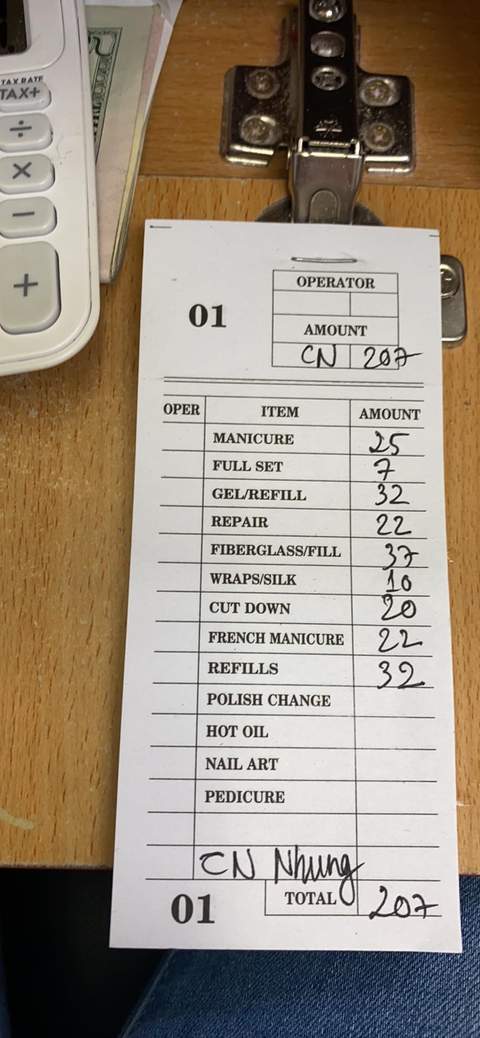 TAX RATE
TAX+
÷
×
−
+
OPERATOR
01
AMOUNT
CN 207
OPER ITEM AMOUNT
MANICURE 25
FULL SET 7
GEL/REFILL 32
REPAIR 22
FIBERGLASS/FILL 37
WRAPS/SILK 10
CUT DOWN 20
FRENCH MANICURE 22
REFILLS 32
POLISH CHANGE
HOT OIL
NAIL ART
PEDICURE
CN Nhung
01 TOTAL 207